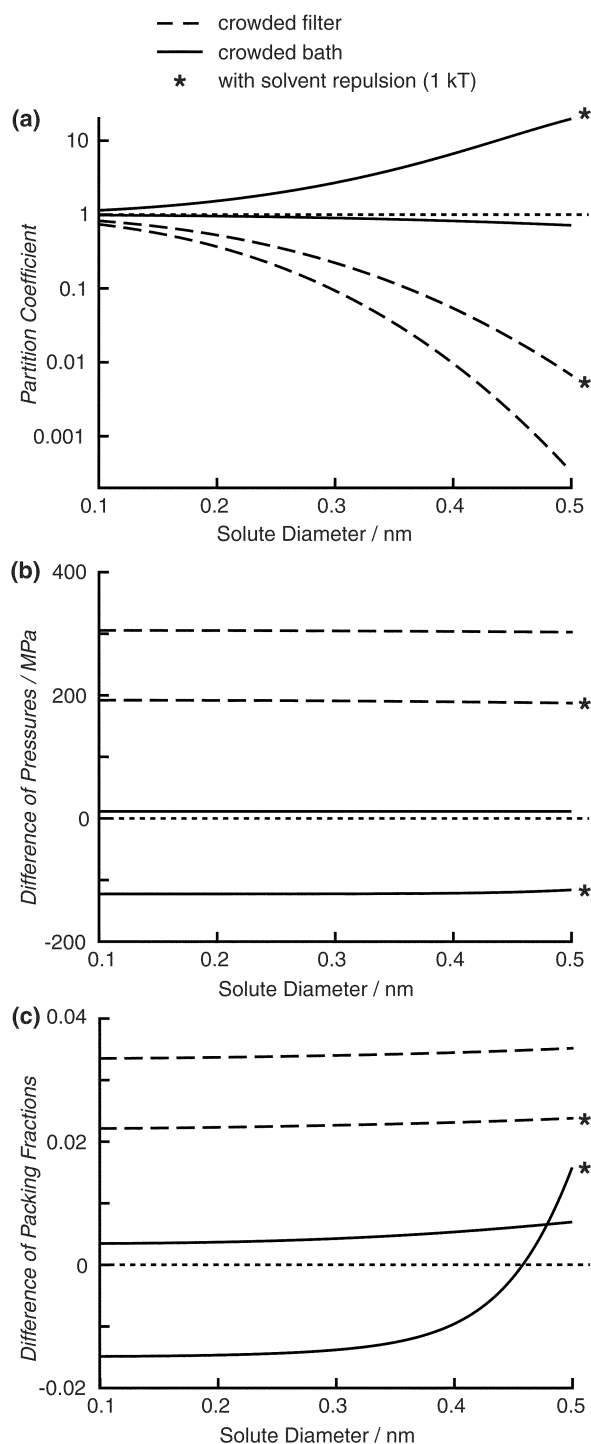 crowded filter
crowded bath
* with solvent repulsion (1 kT)
(a)
10
1
0.1
0.01
0.001
Partition Coefficient
*
*
0.1 0.2 0.3 0.4 0.5
Solute Diameter / nm
(b)
400
200
0
-200
Difference of Pressures / MPa
*
*
0.1 0.2 0.3 0.4 0.5
Solute Diameter / nm
(c)
0.04
0.02
0
-0.02
Difference of Packing Fractions
*
*
0.1 0.2 0.3 0.4 0.5
Solute Diameter / nm